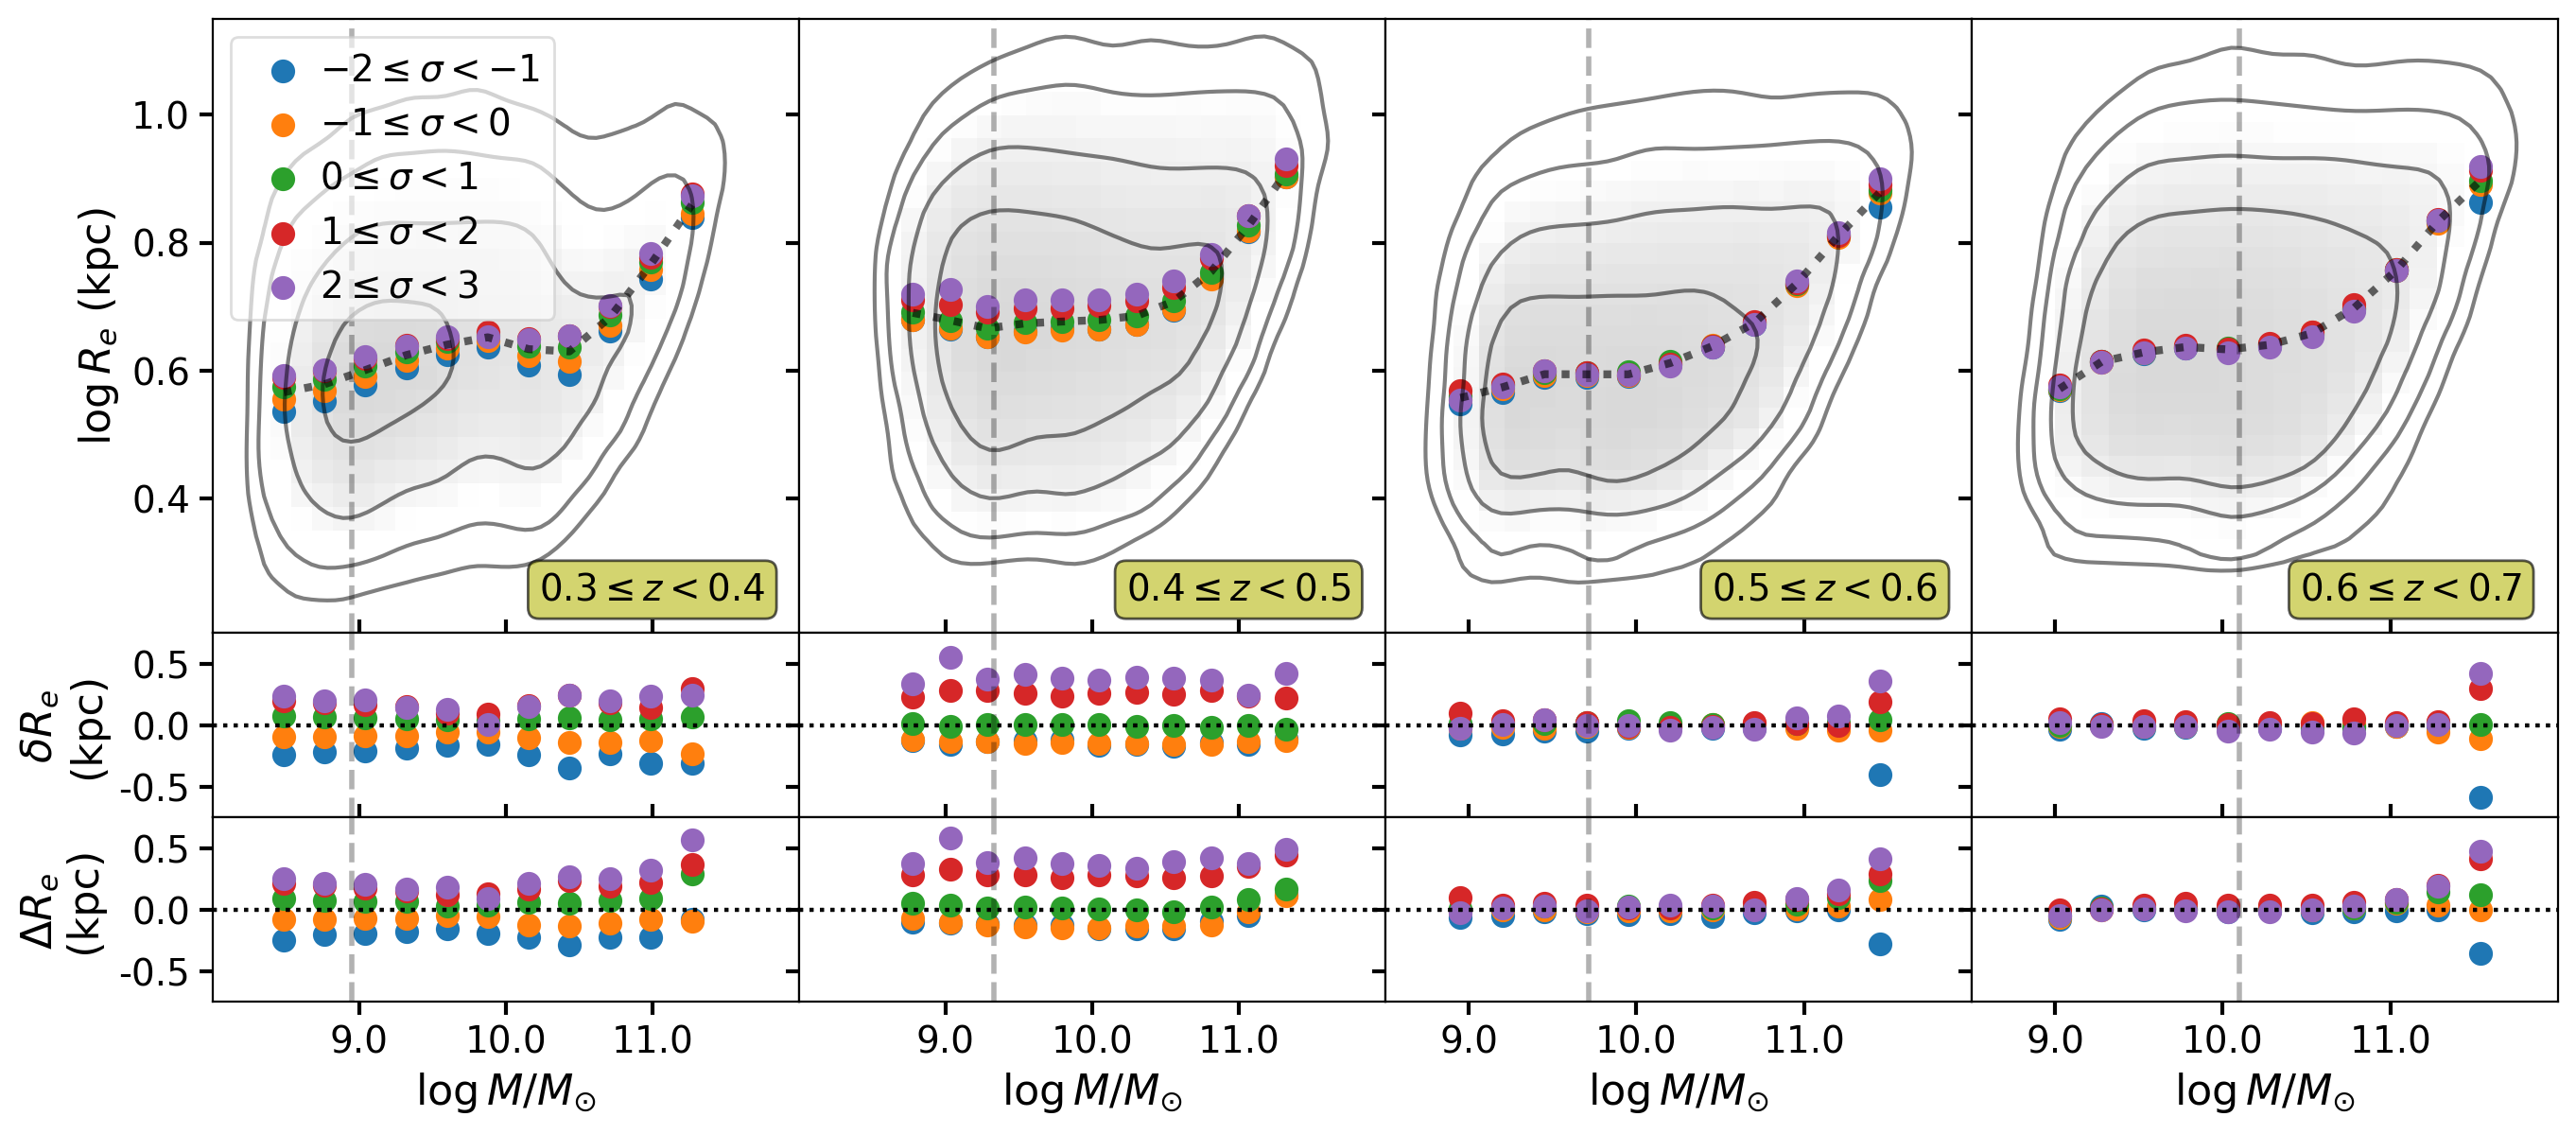 −2 ≤ σ < −1
−1 ≤ σ < 0
0 ≤ σ < 1
1 ≤ σ < 2
2 ≤ σ < 3
log R_e (kpc)
1.0
0.8
0.6
0.4
0.3 ≤ z < 0.4
0.4 ≤ z < 0.5
0.5 ≤ z < 0.6
0.6 ≤ z < 0.7
δR_e
(kpc)
0.5
0.0
-0.5
ΔR_e
(kpc)
0.5
0.0
-0.5
9.0 10.0 11.0
9.0 10.0 11.0
9.0 10.0 11.0
9.0 10.0 11.0
log M/M_⊙
log M/M_⊙
log M/M_⊙
log M/M_⊙